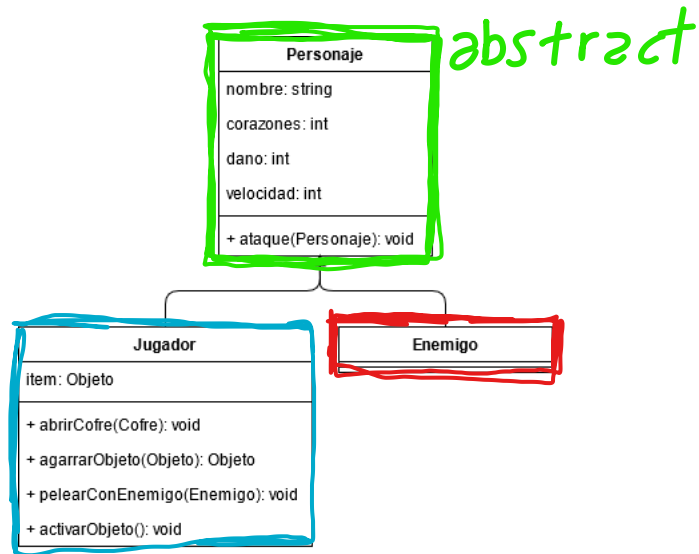 Personaje
abstract
nombre: string
corazones: int
dano: int
velocidad: int
+ ataque(Personaje): void
Jugador
item: Objeto
+ abrirCofre(Cofre): void
+ agarrarObjeto(Objeto): Objeto
+ pelearConEnemigo(Enemigo): void
+ activarObjeto(): void
Enemigo